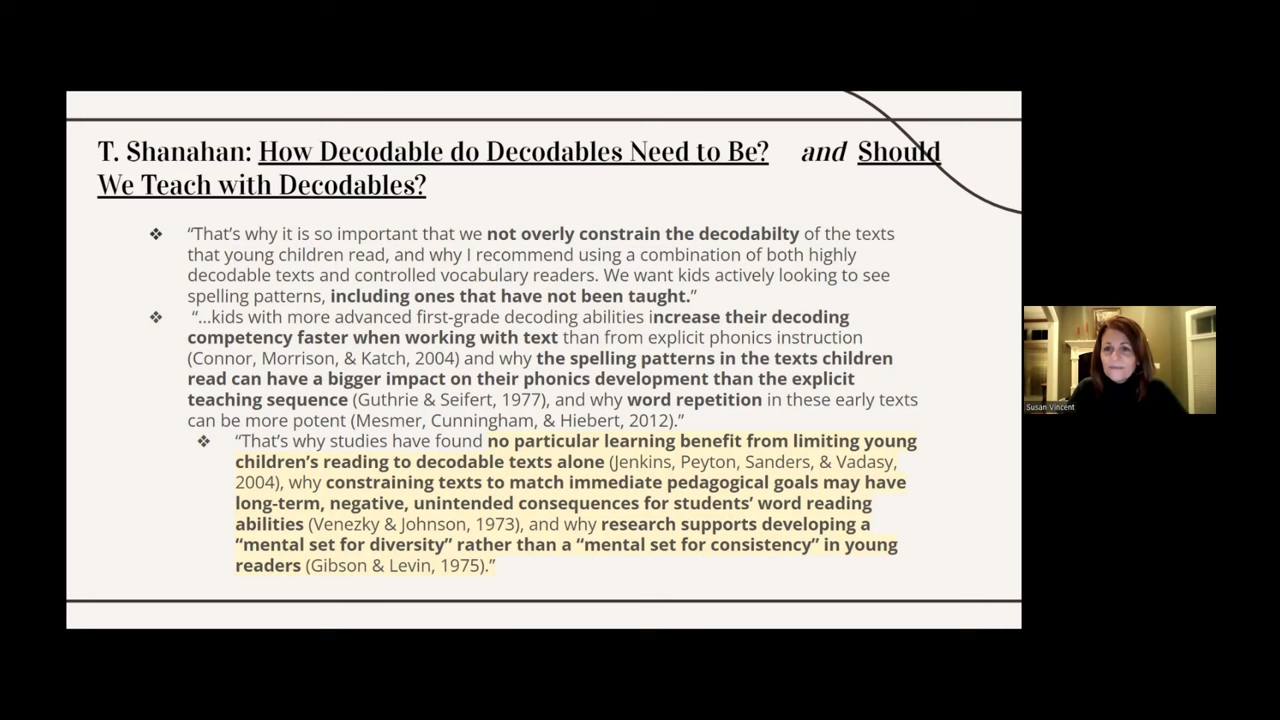 T. Shanahan: How Decodable do Decodables Need to Be? and Should
We Teach with Decodables?
❖ “That’s why it is so important that we not overly constrain the decodabilty of the texts
that young children read, and why I recommend using a combination of both highly
decodable texts and controlled vocabulary readers. We want kids actively looking to see
spelling patterns, including ones that have not been taught.”
❖ “...kids with more advanced first-grade decoding abilities increase their decoding
competency faster when working with text than from explicit phonics instruction
(Connor, Morrison, & Katch, 2004) and why the spelling patterns in the texts children
read can have a bigger impact on their phonics development than the explicit
teaching sequence (Guthrie & Seifert, 1977), and why word repetition in these early texts
can be more potent (Mesmer, Cunningham, & Hiebert, 2012).”
❖ “That’s why studies have found no particular learning benefit from limiting young
children’s reading to decodable texts alone (Jenkins, Peyton, Sanders, & Vadasy,
2004), why constraining texts to match immediate pedagogical goals may have
long-term, negative, unintended consequences for students’ word reading
abilities (Venezky & Johnson, 1973), and why research supports developing a
“mental set for diversity” rather than a “mental set for consistency” in young
readers (Gibson & Levin, 1975).”
Susan Vincent